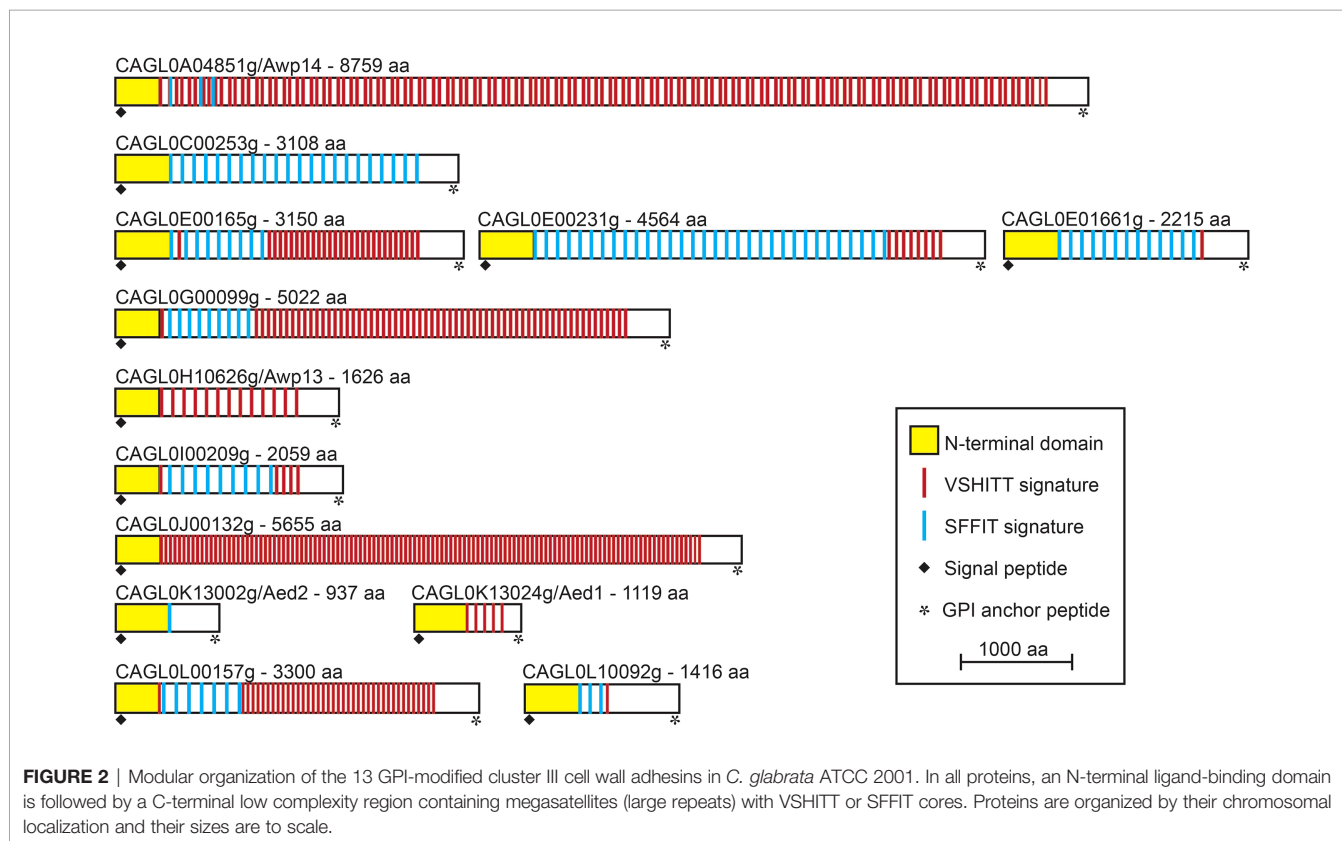 CAGL0A04851g/Awp14 - 8759 aa
CAGL0C00253g - 3108 aa
CAGL0E00165g - 3150 aa
CAGL0E00231g - 4564 aa
CAGL0E01661g - 2215 aa
CAGL0G00099g - 5022 aa
CAGL0H10626g/Awp13 - 1626 aa
CAGL0I00209g - 2059 aa
CAGL0J00132g - 5655 aa
CAGL0K13002g/Aed2 - 937 aa
CAGL0K13024g/Aed1 - 1119 aa
CAGL0L00157g - 3300 aa
CAGL0L10092g - 1416 aa
N-terminal domain
VSHITT signature
SFFIT signature
Signal peptide
GPI anchor peptide
1000 aa
FIGURE 2 | Modular organization of the 13 GPI-modified cluster III cell wall adhesins in C. glabrata ATCC 2001. In all proteins, an N-terminal ligand-binding domain
is followed by a C-terminal low complexity region containing megasatellites (large repeats) with VSHITT or SFFIT cores. Proteins are organized by their chromosomal
localization and their sizes are to scale.